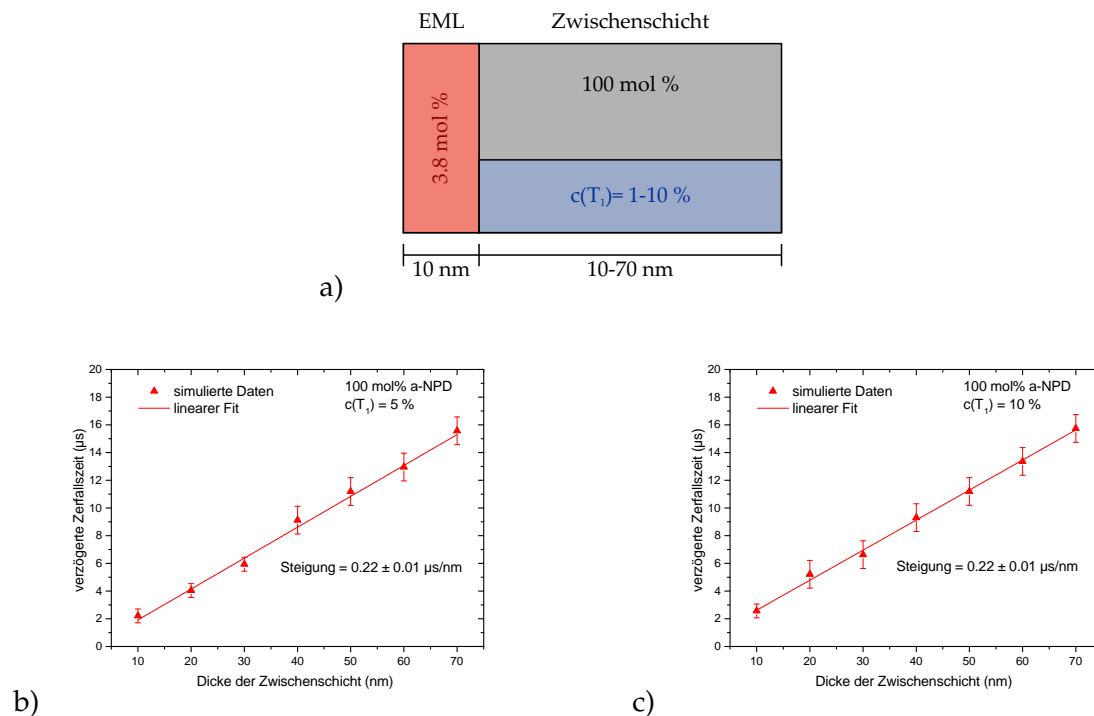 EML Zwischenschicht
3.8 mol %
100 mol %
c(T₁)= 1-10 %
10 nm 10-70 nm
a)
20
18
16
14
12
10
8
6
4
2
0
verzögerte Zerfallszeit (µs)
simulierte Daten
linearer Fit
100 mol% a-NPD
c(T₁) = 5 %
Steigung = 0.22 ± 0.01 µs/nm
10 20 30 40 50 60 70
Dicke der Zwischenschicht (nm)
b)
20
18
16
14
12
10
8
6
4
2
0
verzögerte Zerfallszeit (µs)
simulierte Daten
linearer Fit
100 mol% a-NPD
c(T₁) = 10 %
Steigung = 0.22 ± 0.01 µs/nm
10 20 30 40 50 60 70
Dicke der Zwischenschicht (nm)
c)